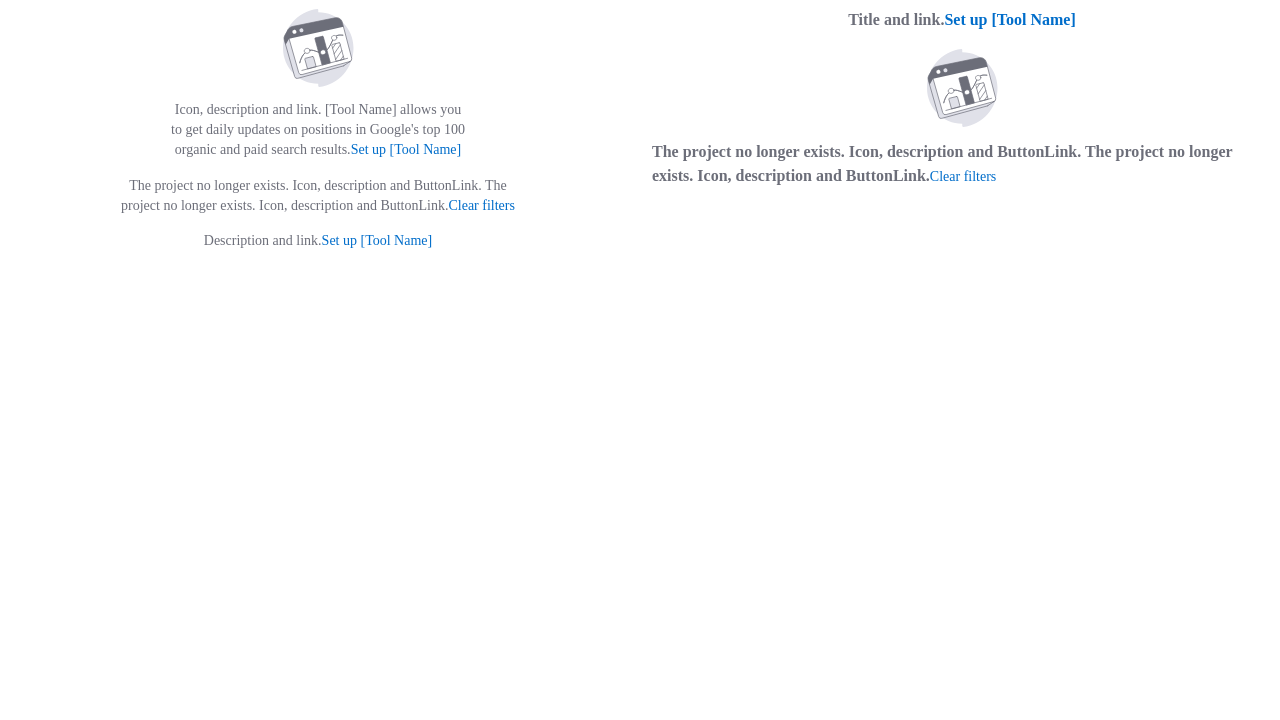 Icon, description and link. [Tool Name] allows you
to get daily updates on positions in Google's top 100
organic and paid search results.Set up [Tool Name]
The project no longer exists. Icon, description and ButtonLink. The
project no longer exists. Icon, description and ButtonLink.Clear filters
Description and link.Set up [Tool Name]
Title and link.Set up [Tool Name]
The project no longer exists. Icon, description and ButtonLink. The project no longer
exists. Icon, description and ButtonLink.Clear filters